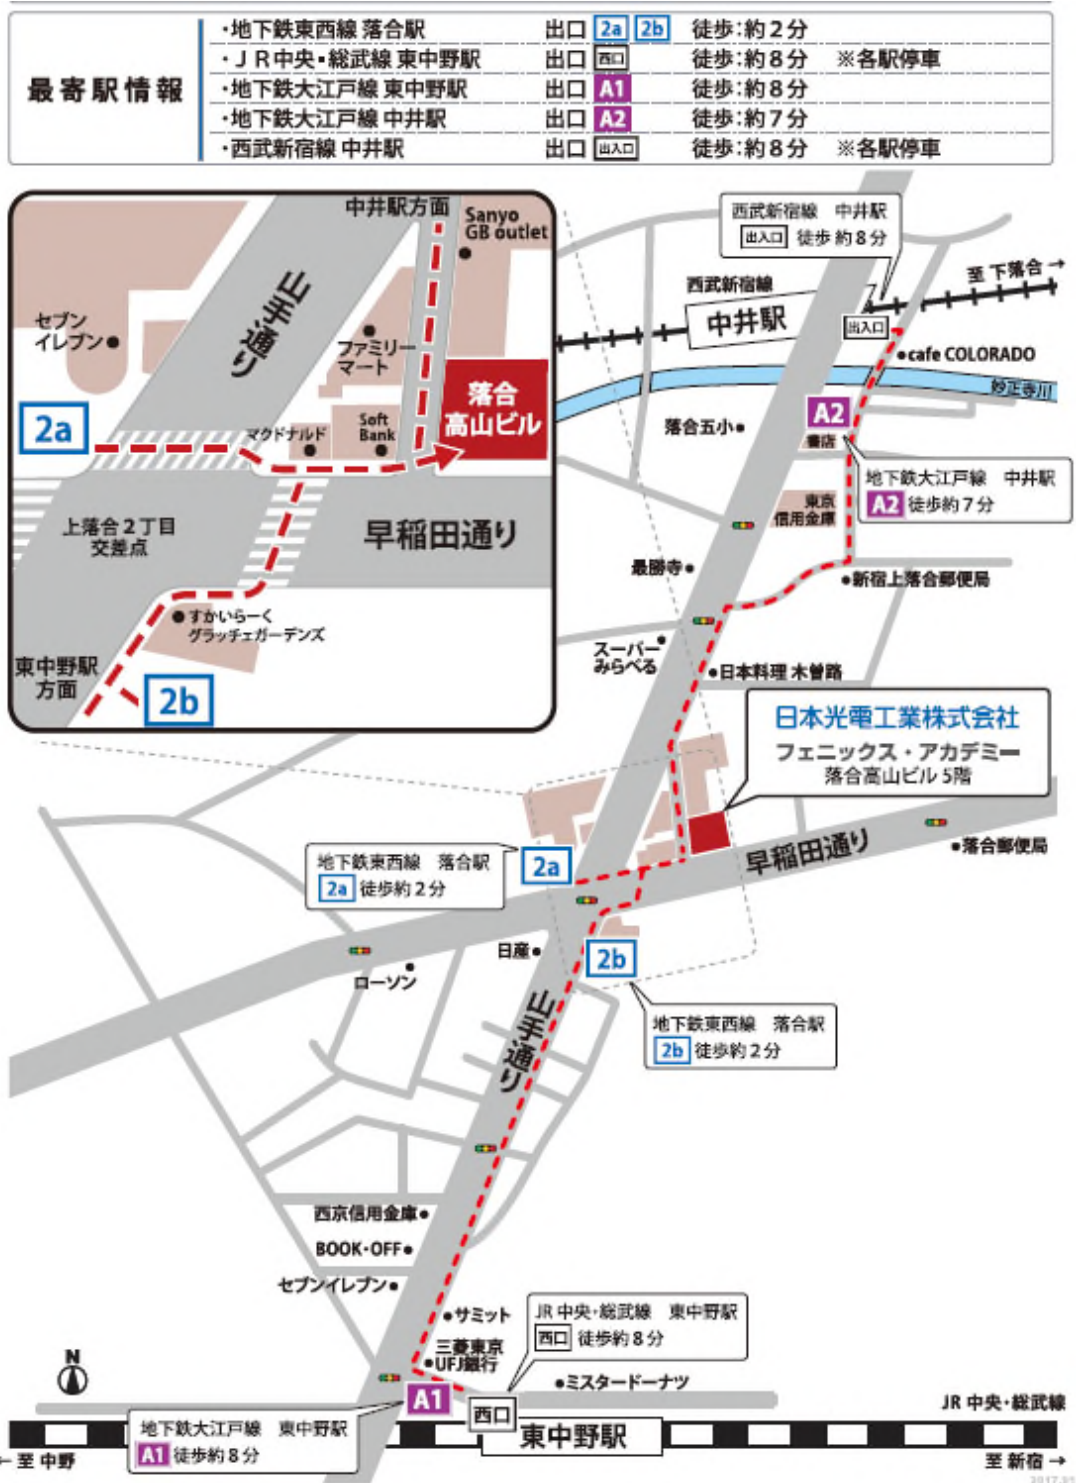 最寄駅情報
・地下鉄東西線 落合駅 出口 2a 2b 徒歩:約2分
・JR中央・総武線 東中野駅 出口 西口 徒歩:約8分 ※各駅停車
・地下鉄大江戸線 東中野駅 出口 A1 徒歩:約8分
・地下鉄大江戸線 中井駅 出口 A2 徒歩:約7分
・西武新宿線 中井駅 出口 出入口 徒歩:約8分 ※各駅停車
中井駅方面
Sanyo
GB outlet
山手通り
セブン
イレブン
ファミリー
マート
落合
高山ビル
2a
マクドナルド
Soft
Bank
上落合2丁目
交差点
早稲田通り
すかいらーく
グラッチェガーデンズ
東中野駅
方面
2b
西武新宿線 中井駅
出入口 徒歩 約8分
至 下落合→
西武新宿線
中井駅
出入口
cafe COLORADO
妙正寺川
A2
落合五小
書店
地下鉄大江戸線 中井駅
A2 徒歩約7分
東京
信用金庫
最勝寺
新宿上落合郵便局
スーパー
みらべる
日本料理 木曽路
日本光電工業株式会社
フェニックス・アカデミー
落合高山ビル 5階
早稲田通り
落合郵便局
地下鉄東西線 落合駅
2a 徒歩約2分
2a
日産
2b
ローソン
山手通り
地下鉄東西線 落合駅
2b 徒歩約2分
西京信用金庫
BOOK・OFF
セブンイレブン
サミット
JR 中央・総武線 東中野駅
西口 徒歩約8分
三菱東京
UFJ銀行
N
ミスタードーナツ
A1
西口
JR 中央・総武線
地下鉄大江戸線 東中野駅
A1 徒歩約8分
東中野駅
←至 中野
至 新宿→